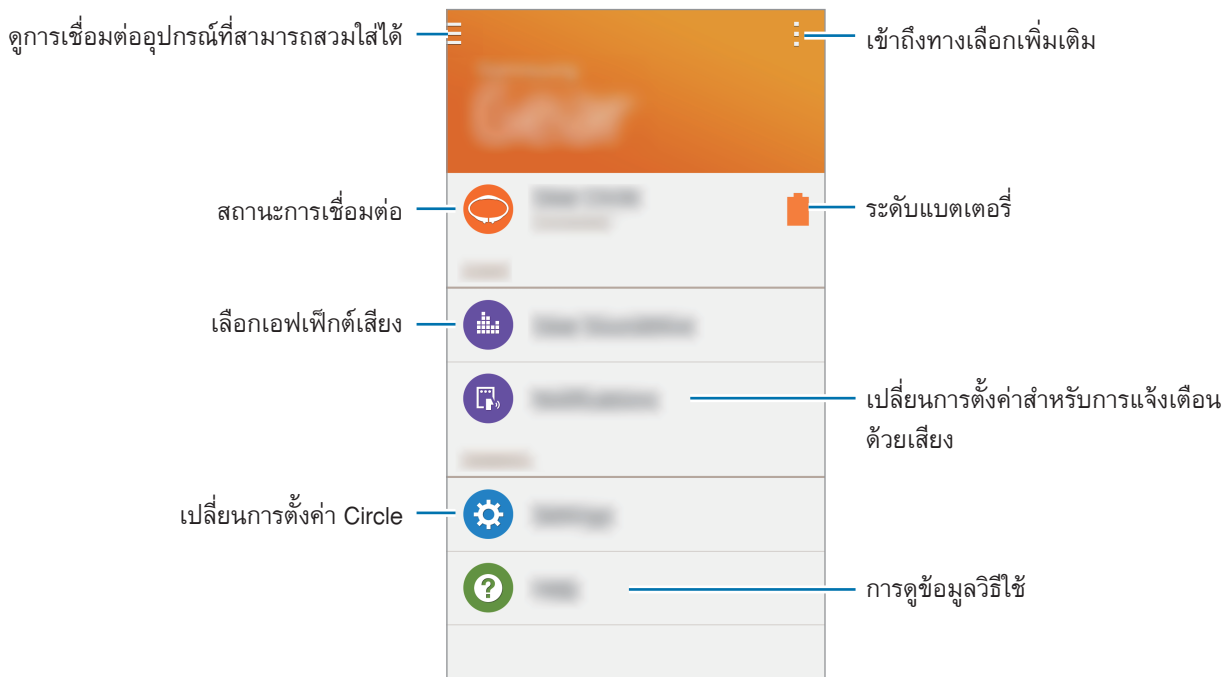 ดูการเชื่อมต่ออุปกรณ์ที่สามารถสวมใส่ได้
เข้าถึงทางเลือกเพิ่มเติม
Gear
สถานะการเชื่อมต่อ
ระดับแบตเตอรี่
เลือกเอฟเฟ็กต์เสียง
เปลี่ยนการตั้งค่าสำหรับการแจ้งเตือน
ด้วยเสียง
เปลี่ยนการตั้งค่า Circle
Settings
การดูข้อมูลวิธีใช้